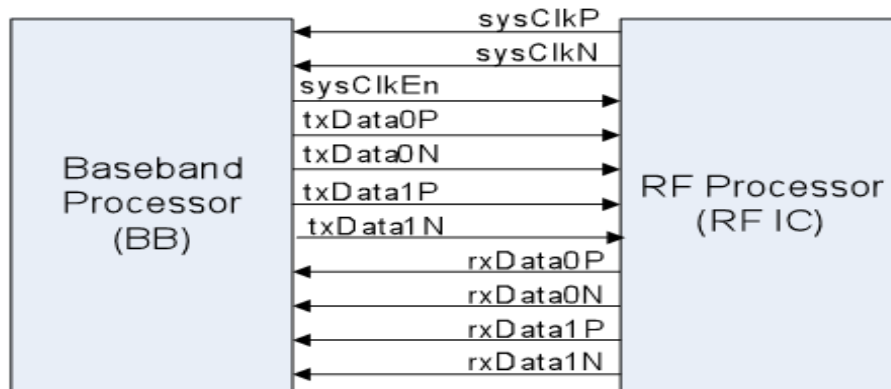 sysClkP
sysClkN
sysClkEn
txData0P
txData0N
txData1P
txData1N
rxData0P
rxData0N
rxData1P
rxData1N
Baseband
Processor
(BB)
RF Processor
(RF IC)